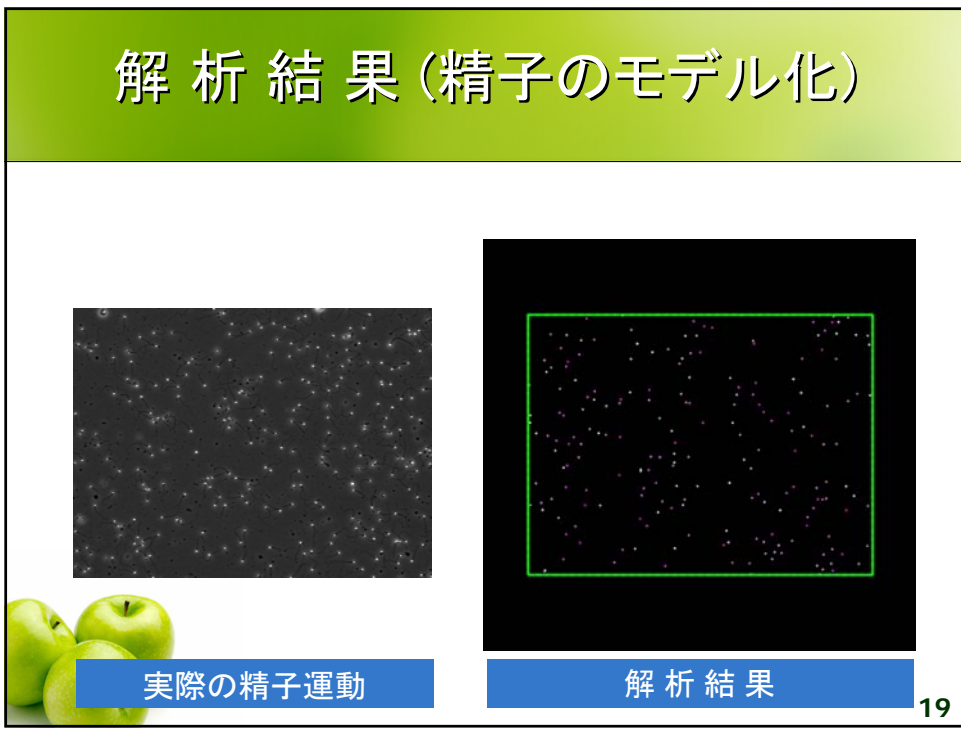 解 析 結 果 (精子のモデル化)
実際の精子運動
解 析 結 果
19